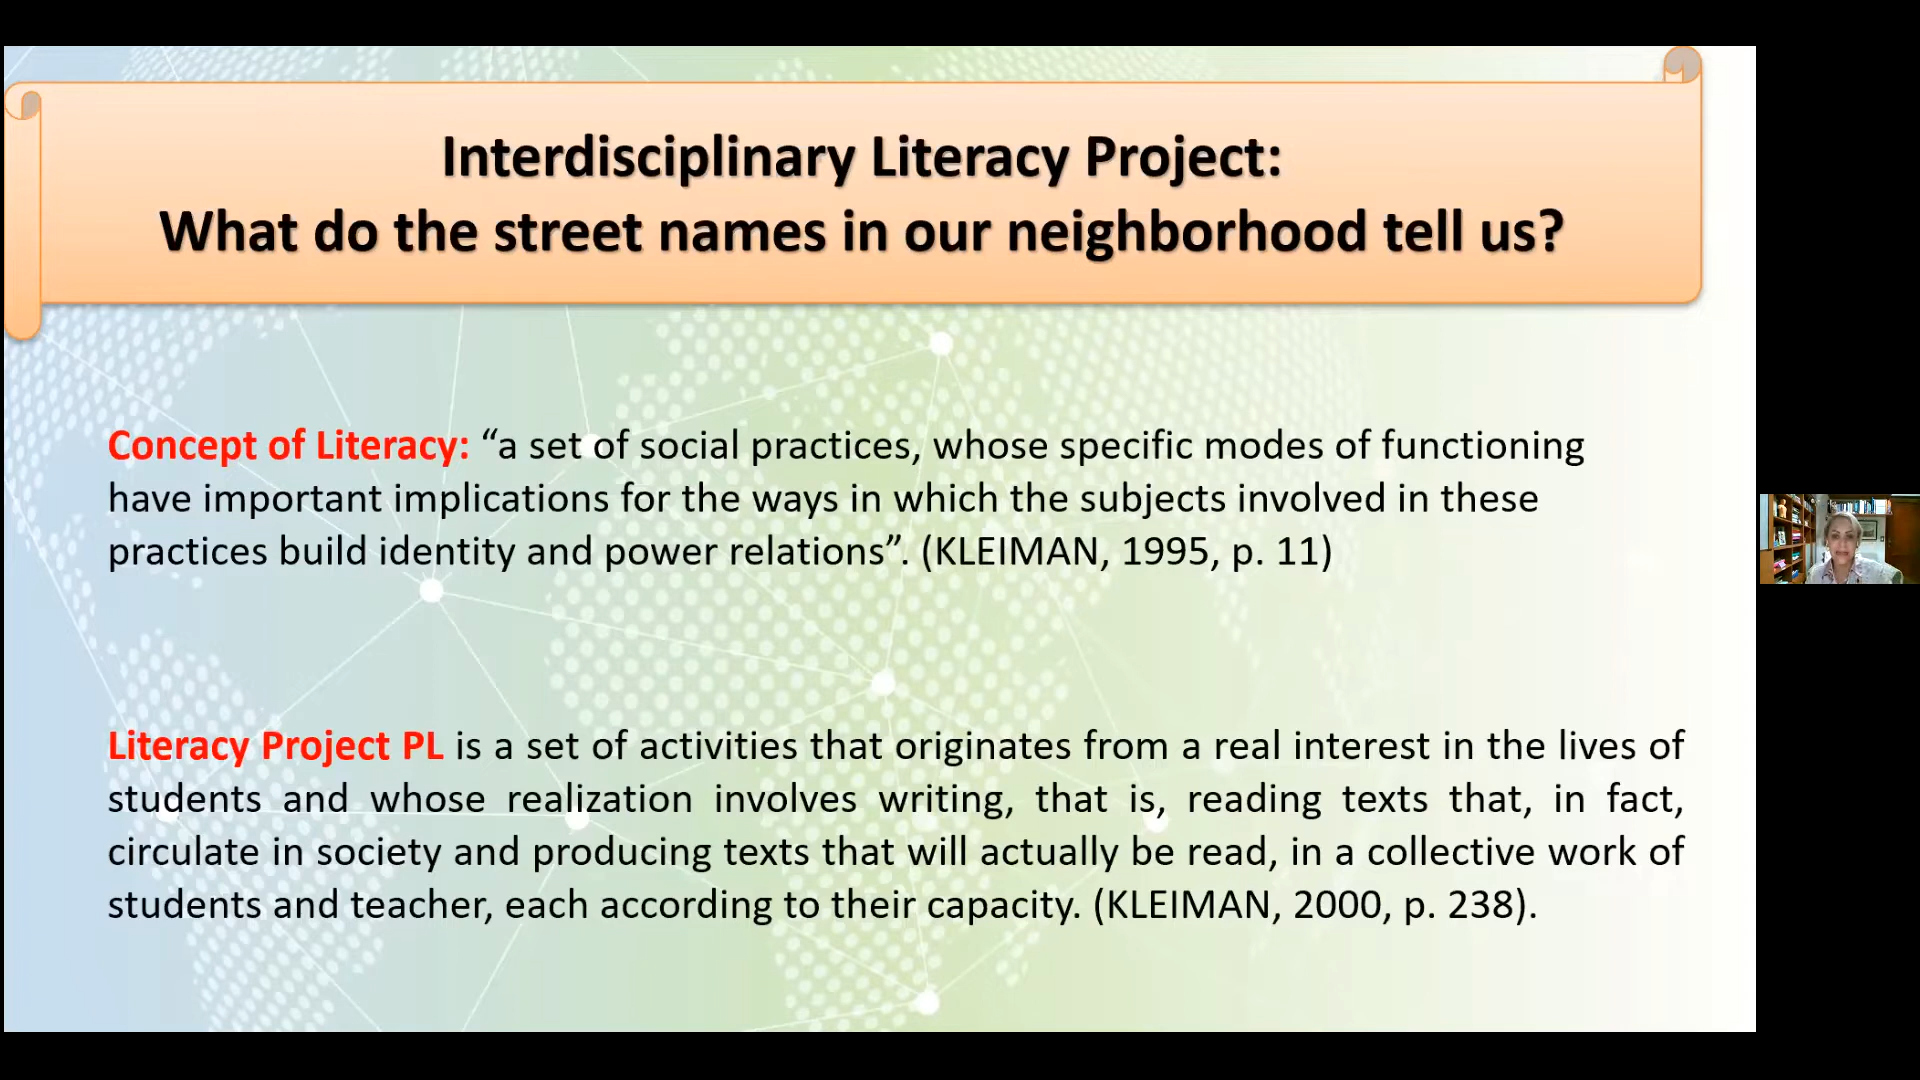 Interdisciplinary Literacy Project:
What do the street names in our neighborhood tell us?
Concept of Literacy: “a set of social practices, whose specific modes of functioning
have important implications for the ways in which the subjects involved in these
practices build identity and power relations”. (KLEIMAN, 1995, p. 11)
Literacy Project PL is a set of activities that originates from a real interest in the lives of
students and whose realization involves writing, that is, reading texts that, in fact,
circulate in society and producing texts that will actually be read, in a collective work of
students and teacher, each according to their capacity. (KLEIMAN, 2000, p. 238).